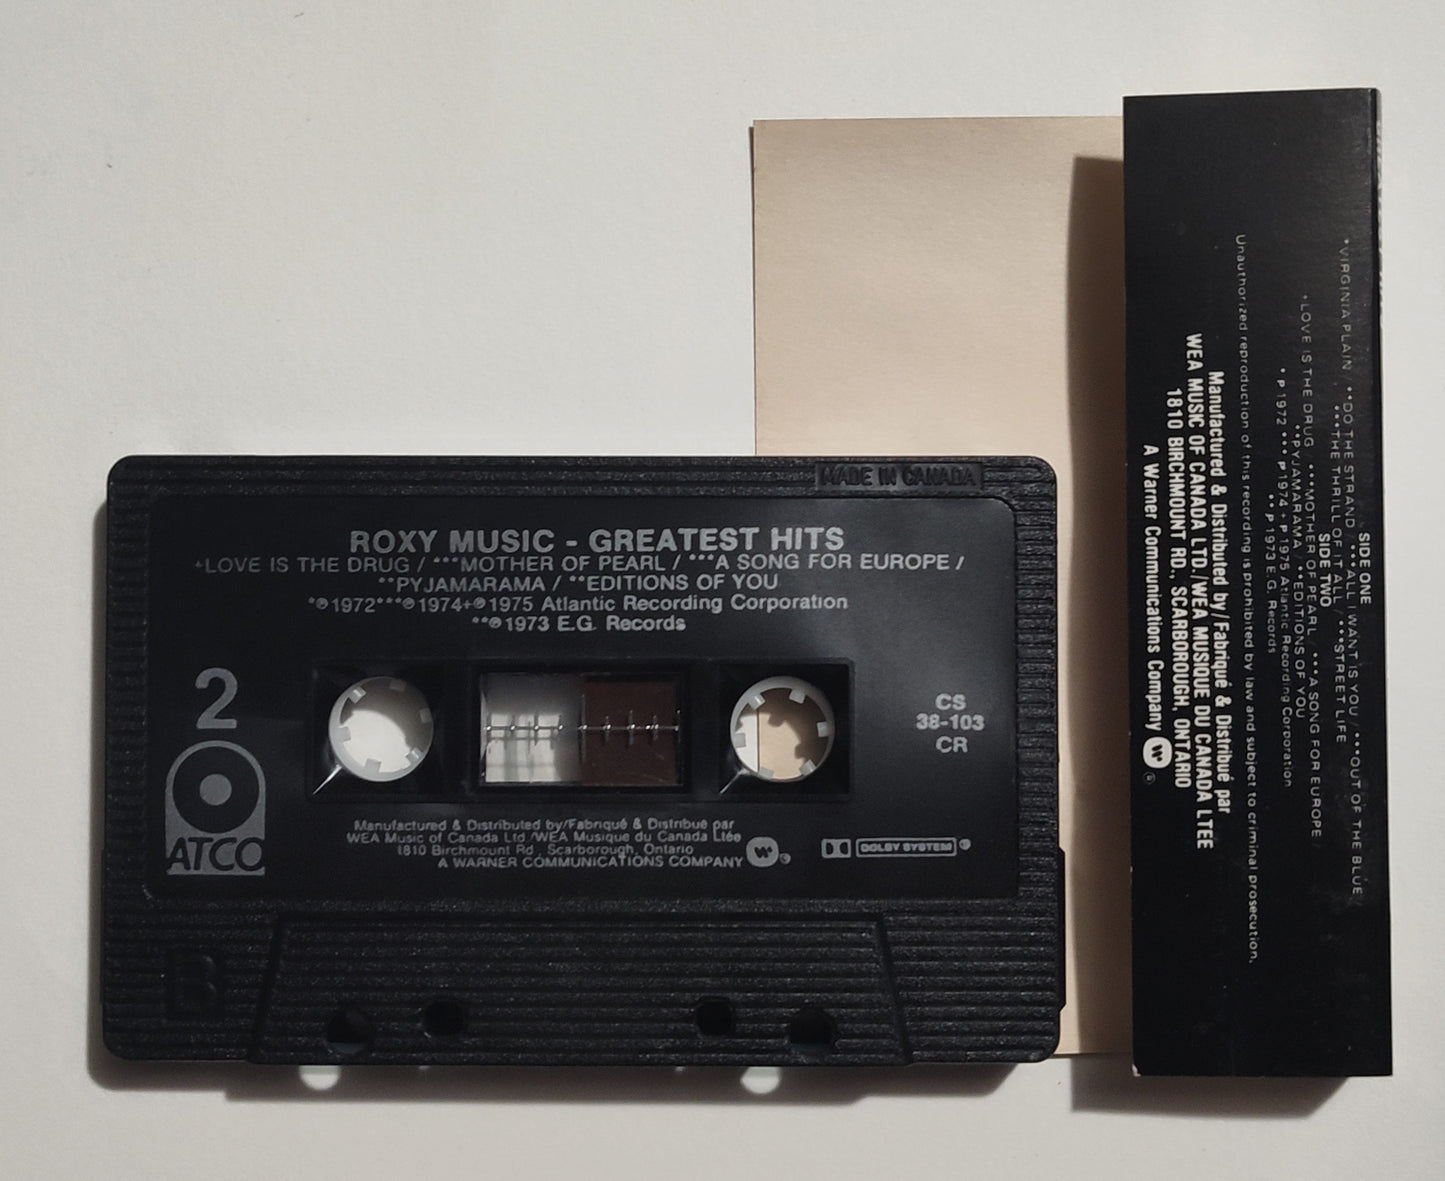 MADE IN CANADA
ROXY MUSIC - GREATEST HITS
+LOVE IS THE DRUG / ***MOTHER OF PEARL / ***A SONG FOR EUROPE /
**PYJAMARAMA / **EDITIONS OF YOU
*℗1972***℗1974+℗1975 Atlantic Recording Corporation
**℗1973 E.G. Records
2
ATCO
CS
38-103
CR
Manufactured & Distributed by/Fabriqué & Distribué par
WEA Music of Canada Ltd/WEA Musique du Canada Ltée
1810 Birchmount Rd., Scarborough, Ontario
A WARNER COMMUNICATIONS COMPANY
DOLBY SYSTEM
B
SIDE ONE
*VIRGINIA PLAIN / **DO THE STRAND / ***ALL I WANT IS YOU / ***OUT OF THE BLUE/
***THE THRILL OF IT ALL / ***STREET LIFE
SIDE TWO
+LOVE IS THE DRUG / ***MOTHER OF PEARL / ***A SONG FOR EUROPE /
**PYJAMARAMA, **EDITIONS OF YOU
* P 1972 *** P 1974 + P 1975 Atlantic Recording Corporation
** P 1973 E.G. Records
Unauthorized reproduction of this recording is prohibited by law and subject to criminal prosecution.
Manufactured & Distributed by/Fabriqué & Distribué par
WEA MUSIC OF CANADA LTD./WEA MUSIQUE DU CANADA LTEE
1810 BIRCHMOUNT RD., SCARBOROUGH, ONTARIO
A Warner Communications Company